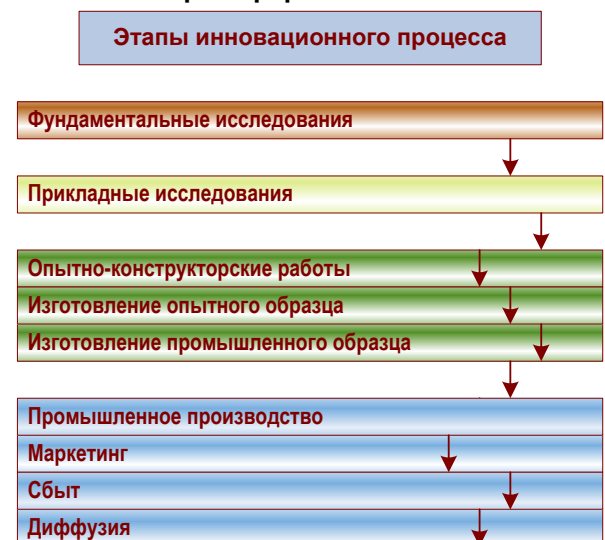 Этапы инновационного процесса
Фундаментальные исследования
Прикладные исследования
Опытно-конструкторские работы
Изготовление опытного образца
Изготовление промышленного образца
Промышленное производство
Маркетинг
Сбыт
Диффузия